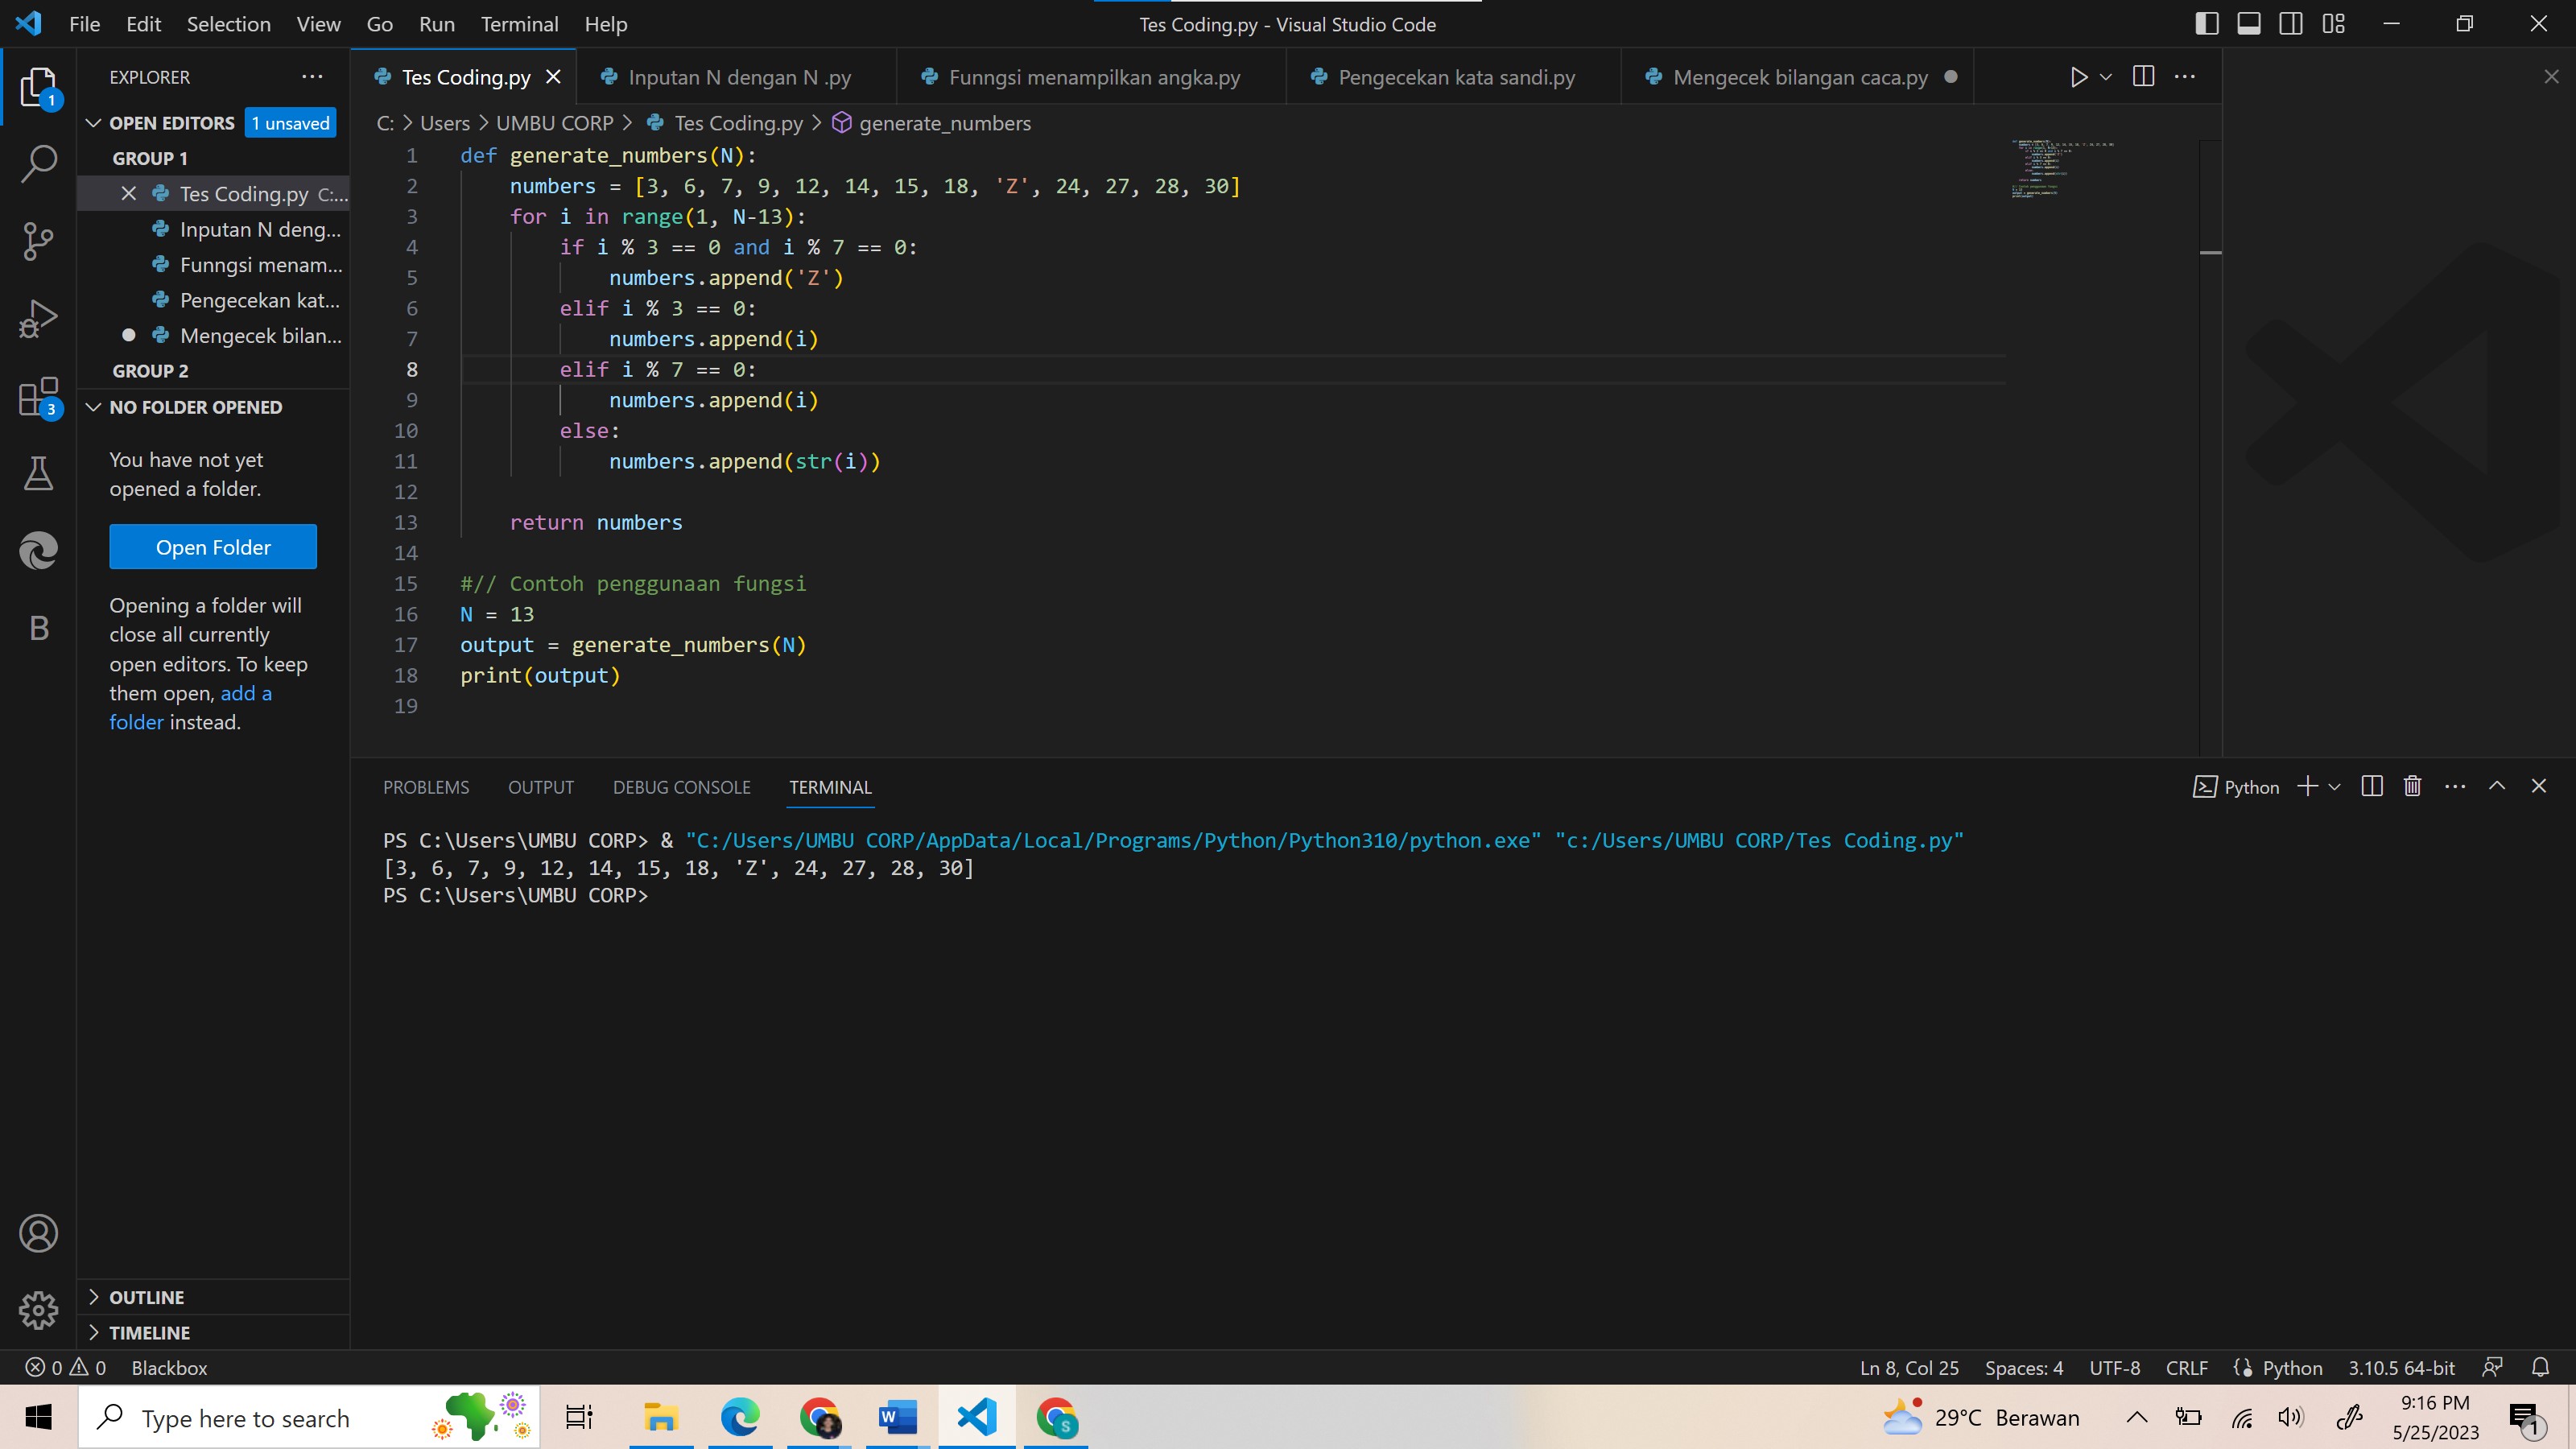 File Edit Selection View Go Run Terminal Help
Tes Coding.py - Visual Studio Code
EXPLORER
OPEN EDITORS 1 unsaved
GROUP 1
Tes Coding.py C:...
Inputan N deng...
Funngsi menam...
Pengecekan kat...
Mengecek bilan...
GROUP 2
NO FOLDER OPENED
You have not yet
opened a folder.
Open Folder
Opening a folder will
close all currently
open editors. To keep
them open, add a
folder instead.
OUTLINE
TIMELINE
1
3
B
Tes Coding.py Inputan N dengan N .py Funngsi menampilkan angka.py Pengecekan kata sandi.py Mengecek bilangan caca.py
C: > Users > UMBU CORP > Tes Coding.py > generate_numbers
1 def generate_numbers(N):
2 numbers = [3, 6, 7, 9, 12, 14, 15, 18, 'Z', 24, 27, 28, 30]
3 for i in range(1, N-13):
4 if i % 3 == 0 and i % 7 == 0:
5 numbers.append('Z')
6 elif i % 3 == 0:
7 numbers.append(i)
8 elif i % 7 == 0:
9 numbers.append(i)
10 else:
11 numbers.append(str(i))
12
13 return numbers
14
15 #// Contoh penggunaan fungsi
16 N = 13
17 output = generate_numbers(N)
18 print(output)
19
PROBLEMS OUTPUT DEBUG CONSOLE TERMINAL
Python
PS C:\Users\UMBU CORP> & "C:/Users/UMBU CORP/AppData/Local/Programs/Python/Python310/python.exe" "c:/Users/UMBU CORP/Tes Coding.py"
[3, 6, 7, 9, 12, 14, 15, 18, 'Z', 24, 27, 28, 30]
PS C:\Users\UMBU CORP>
0 0 Blackbox
Ln 8, Col 25 Spaces: 4 UTF-8 CRLF Python 3.10.5 64-bit
Type here to search
W
S
29°C Berawan
9:16 PM
5/25/2023
1